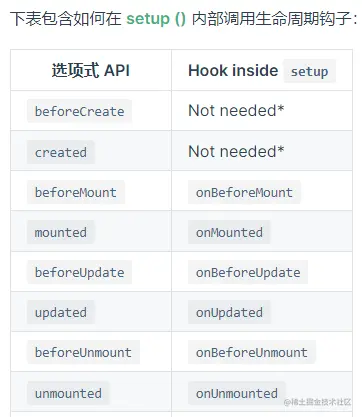 下表包含如何在 setup () 内部调用生命周期钩子:
选项式 API Hook inside setup
beforeCreate Not needed*
created Not needed*
beforeMount onBeforeMount
mounted onMounted
beforeUpdate onBeforeUpdate
updated onUpdated
beforeUnmount onBeforeUnmount
unmounted onUnmounted
@稀土掘金技术社区